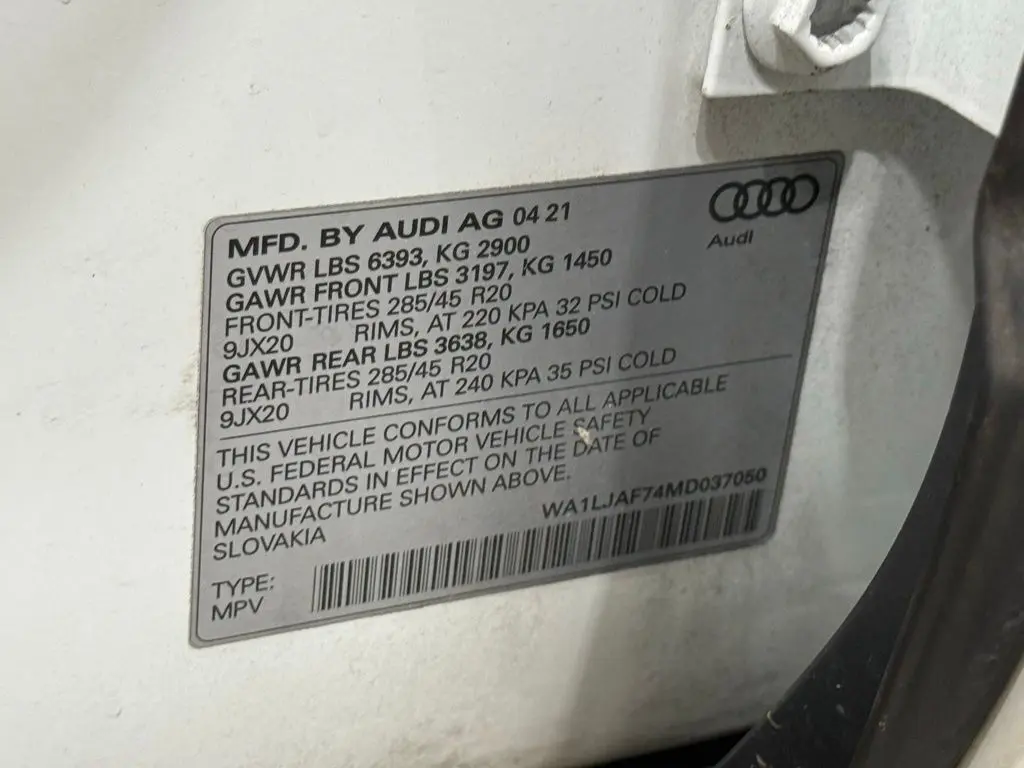 MFD. BY AUDI AG 04 21
Audi
GVWR LBS 6393, KG 2900
GAWR FRONT LBS 3197, KG 1450
FRONT-TIRES 285/45 R20
9JX20 RIMS, AT 220 KPA 32 PSI COLD
GAWR REAR LBS 3638, KG 1650
REAR-TIRES 285/45 R20
9JX20 RIMS, AT 240 KPA 35 PSI COLD
THIS VEHICLE CONFORMS TO ALL APPLICABLE
U.S. FEDERAL MOTOR VEHICLE SAFETY
STANDARDS IN EFFECT ON THE DATE OF
MANUFACTURE SHOWN ABOVE.
SLOVAKIA
WA1LJAF74MD037050
TYPE:
MPV